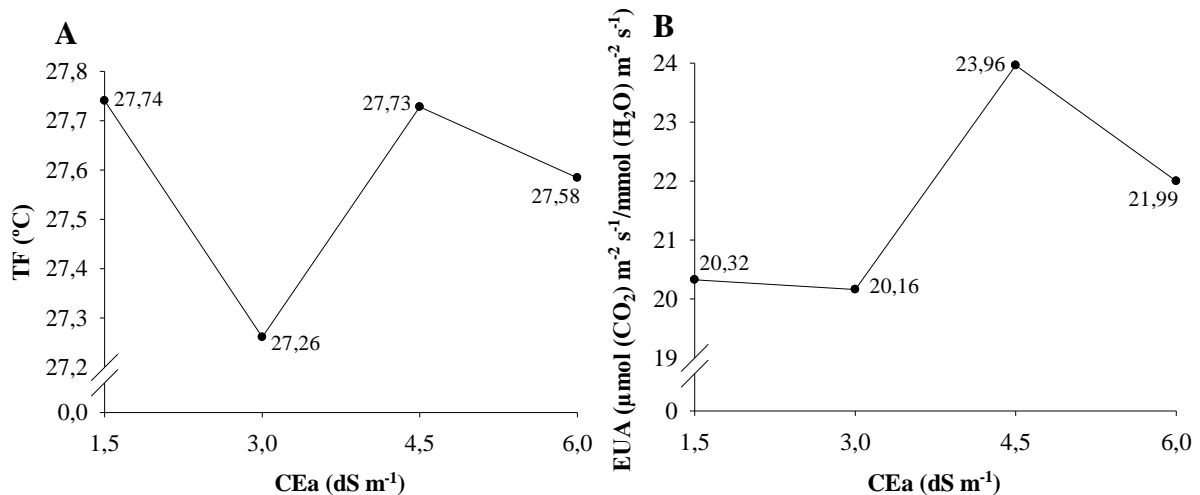 A
27,8
27,7
27,6
27,5
27,4
27,3
27,2
0,0
TF (ºC)
27,74
27,26
27,73
27,58
1,5 3,0 4,5 6,0
CEa (dS m⁻¹)
B
24
23
22
21
20
19
0
EUA (µmol (CO₂) m⁻² s⁻¹/mmol (H₂O) m⁻² s⁻¹)
20,32
20,16
23,96
21,99
1,5 3,0 4,5 6,0
CEa (dS m⁻¹)